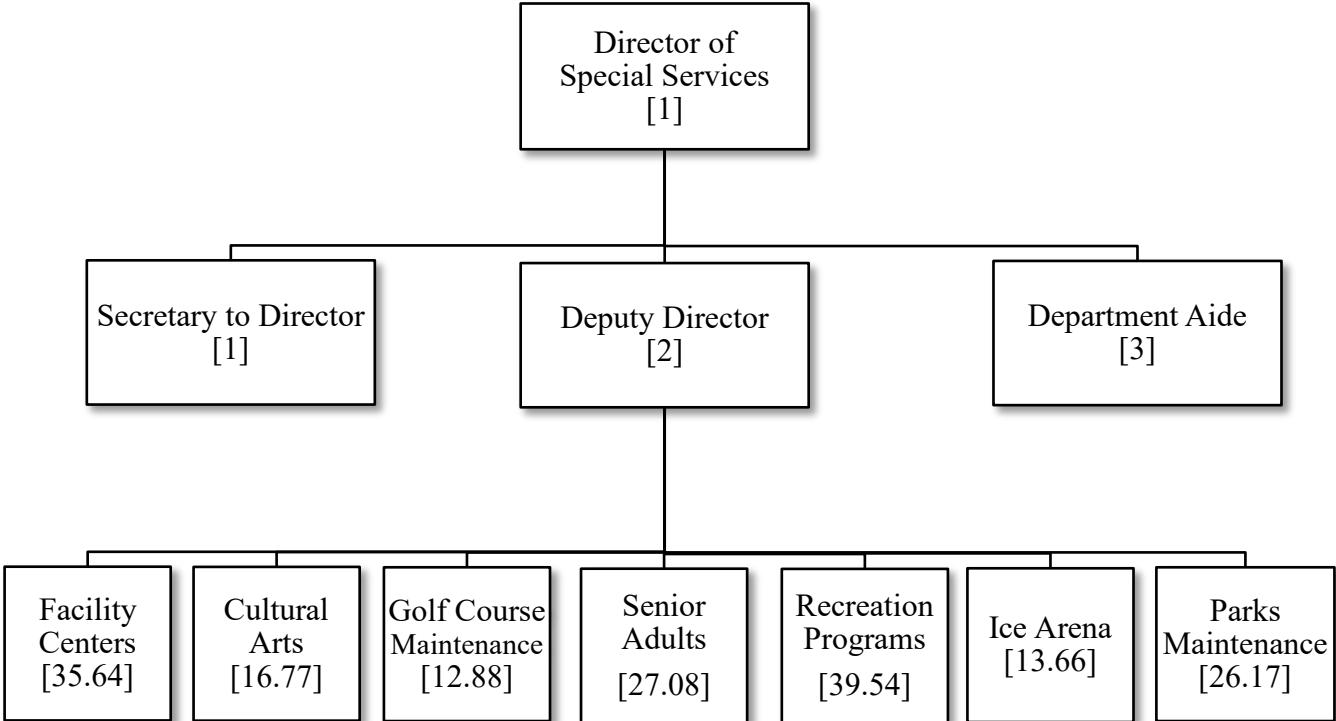 Director of
Special Services
[1]
Secretary to Director
[1]
Deputy Director
[2]
Department Aide
[3]
Facility
Centers
[35.64]
Cultural
Arts
[16.77]
Golf Course
Maintenance
[12.88]
Senior
Adults
[27.08]
Recreation
Programs
[39.54]
Ice Arena
[13.66]
Parks
Maintenance
[26.17]